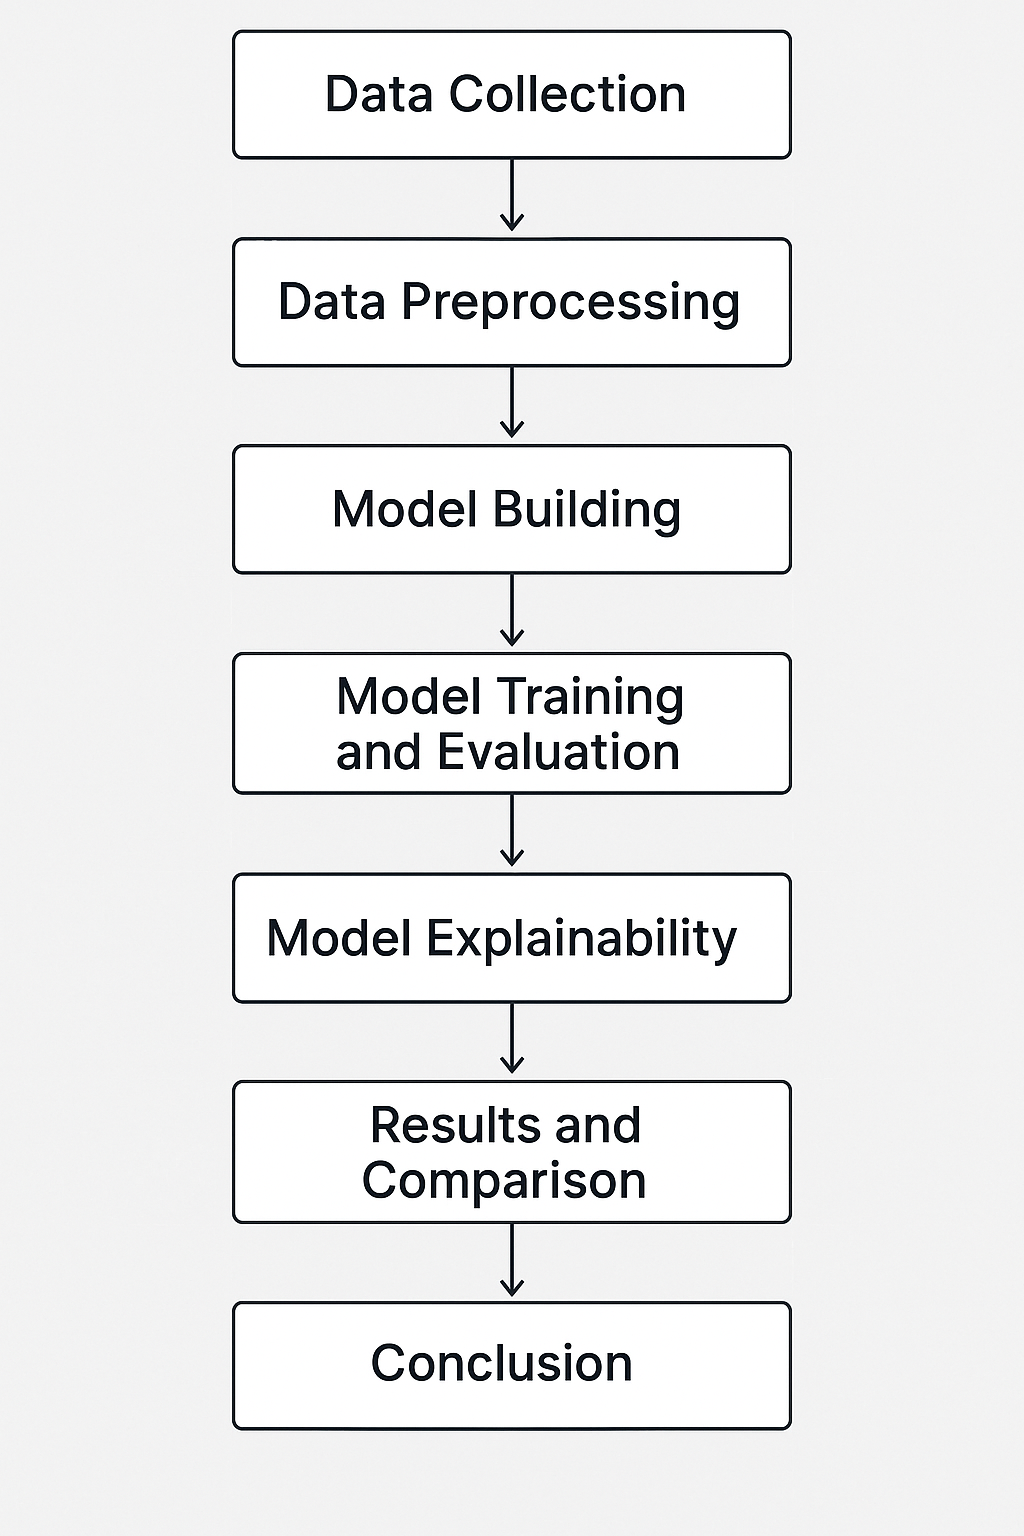 Data Collection
Data Preprocessing
Model Building
Model Training
and Evaluation
Model Explainability
Results and
Comparison
Conclusion